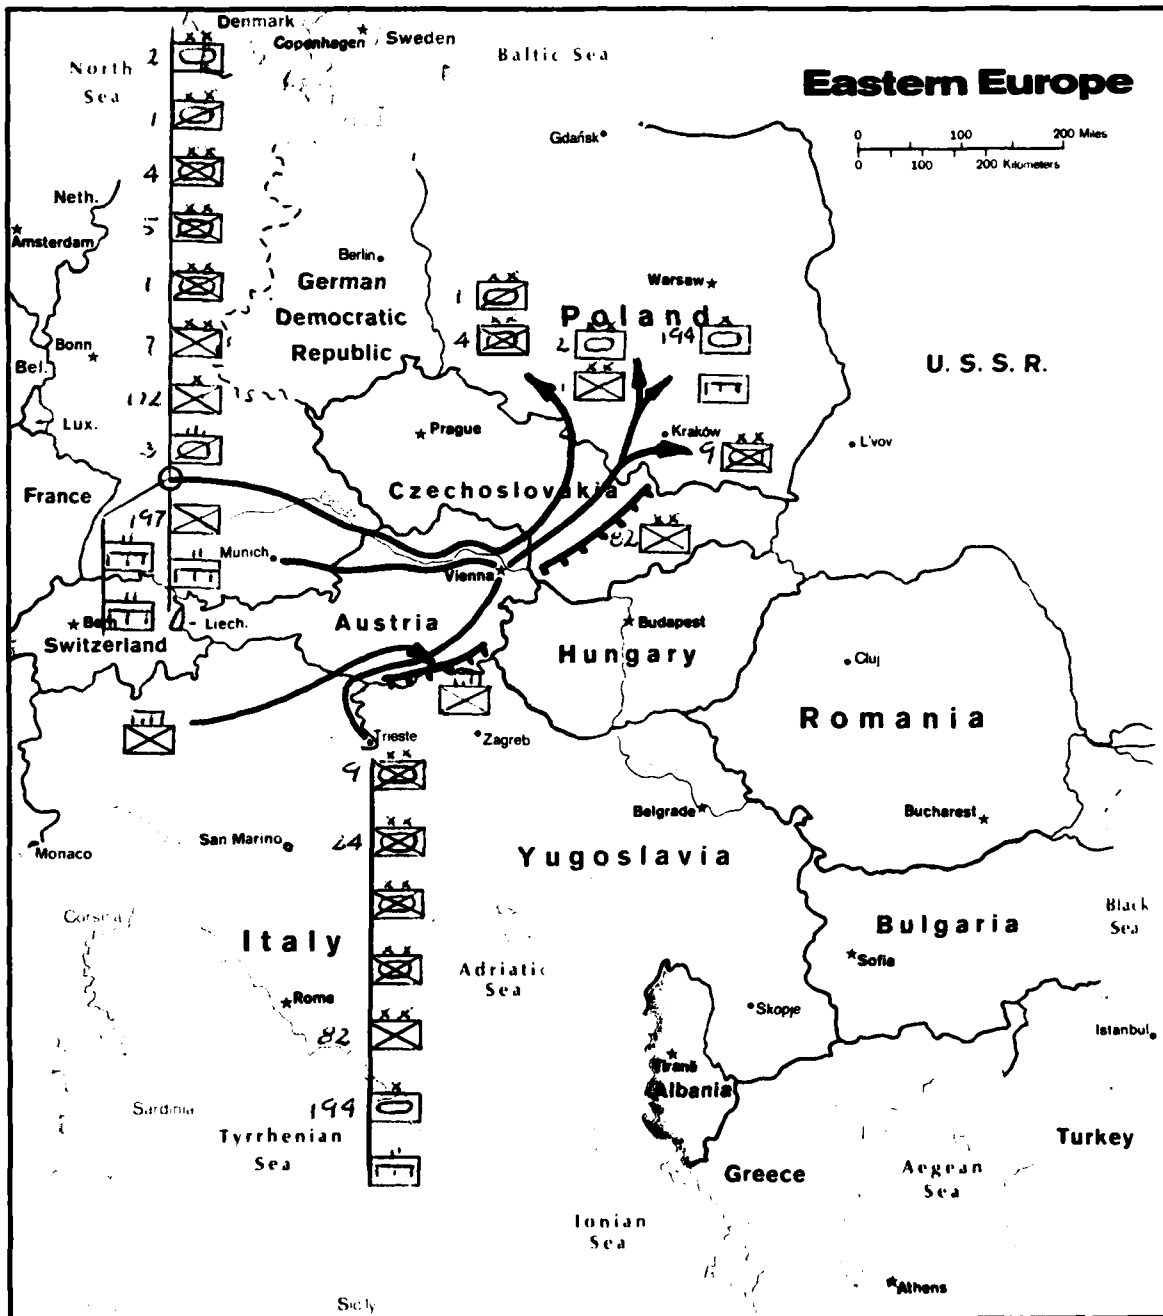 Denmark
Copenhagen
Sweden
Baltic Sea
North
Sea
Eastern Europe
0 100 200 Miles
0 100 200 Kilometers
Gdańsk
Neth.
Amsterdam
Berlin
German
Democratic
Republic
Warsaw
Poland
Bonn
Bel.
U. S. S. R.
Lux.
Prague
Kraków
L'vov
France
Czechoslovakia
Munich
Vienna
Bern
Liech.
Switzerland
Austria
Budapest
Hungary
Cluj
Romania
Trieste
Zagreb
Belgrade
Bucharest
Monaco
San Marino
Yugoslavia
Corsica
Italy
Bulgaria
Black
Sea
Adriatic
Sea
Sofia
Rome
Skopje
Istanbul
Tiranë
Albania
Sardinia
Tyrrhenian
Sea
Greece
Aegean
Sea
Turkey
Ionian
Sea
Athens
Sicily
2
1
4
5
1
3
197
1
4
2
194
9
82
9
24
82
194